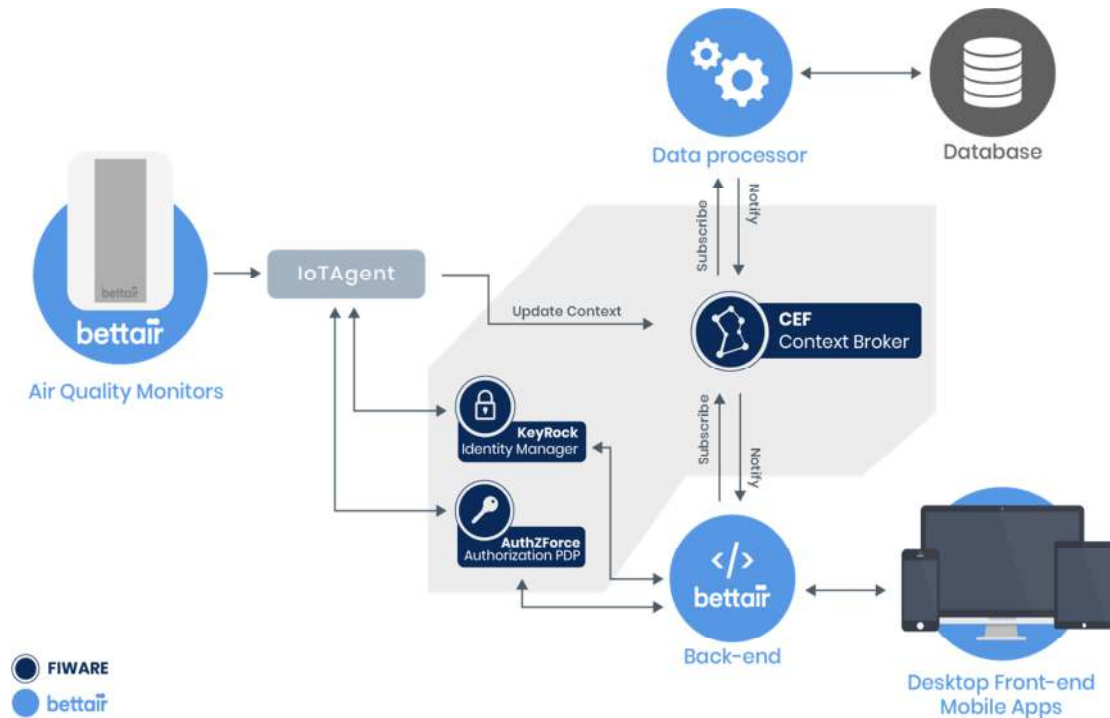 Data processor
Database
Subscribe
Notify
bettair
bettair
Air Quality Monitors
IoTAgent
Update Context
CEF
Context Broker
KeyRock
Identity Manager
AuthZForce
Authorization PDP
Subscribe
Notify
</>
bettair
Back-end
Desktop Front-end
Mobile Apps
FIWARE
bettair